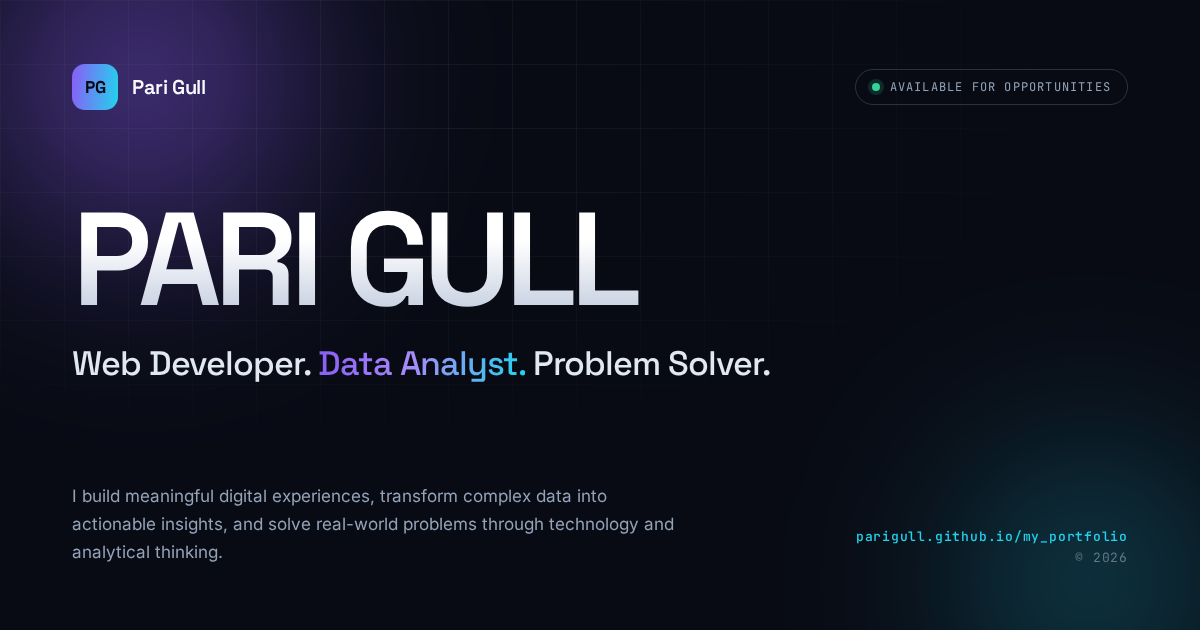 PG
Pari Gull
AVAILABLE FOR OPPORTUNITIES
PARI GULL
Web Developer. Data Analyst. Problem Solver.
I build meaningful digital experiences, transform complex data into
actionable insights, and solve real-world problems through technology and
analytical thinking.
parigull.github.io/my_portfolio
© 2026